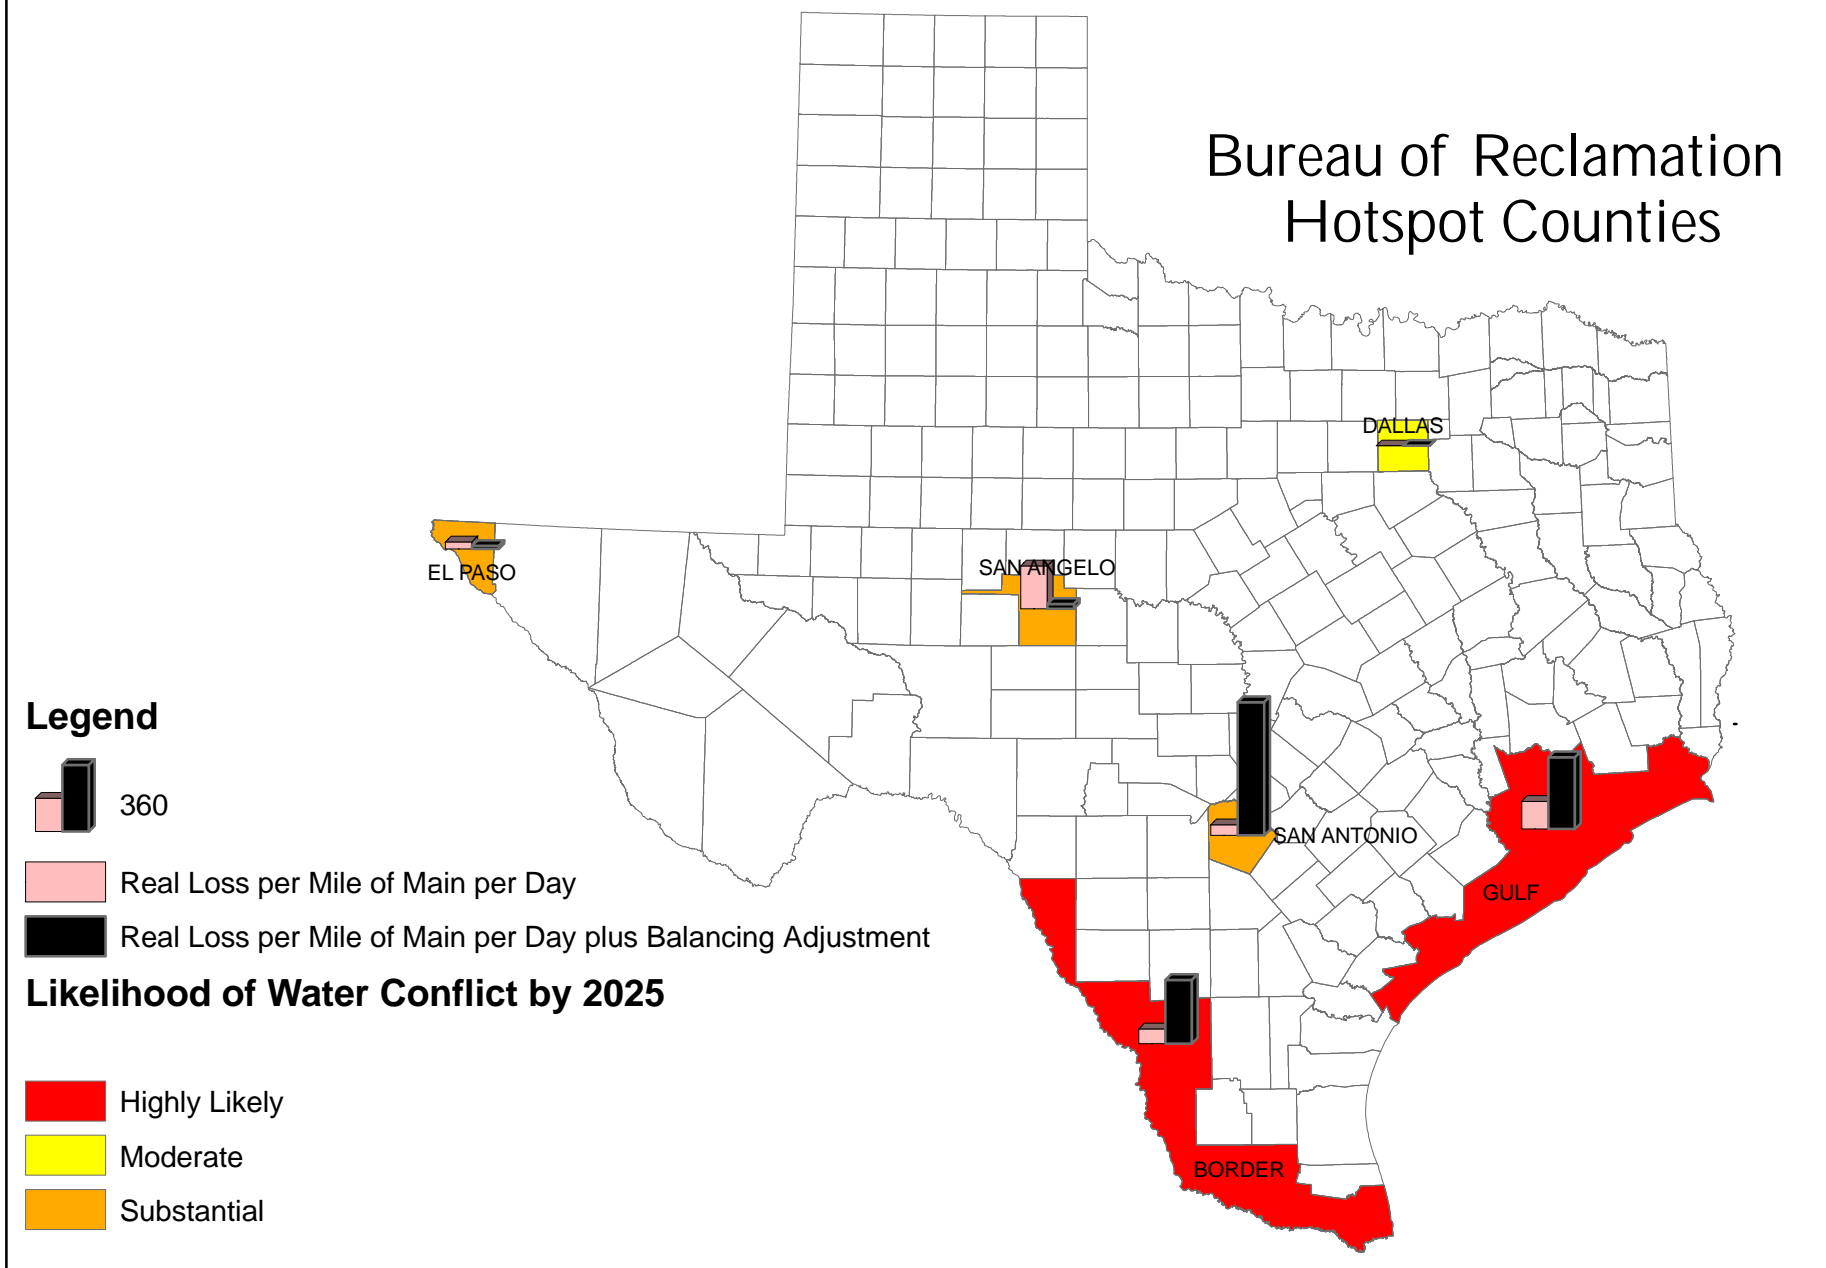 Bureau of Reclamation
Hotspot Counties
DALLAS
EL PASO
SAN ANGELO
SAN ANTONIO
GULF
BORDER
Legend
360
Real Loss per Mile of Main per Day
Real Loss per Mile of Main per Day plus Balancing Adjustment
Likelihood of Water Conflict by 2025
Highly Likely
Moderate
Substantial